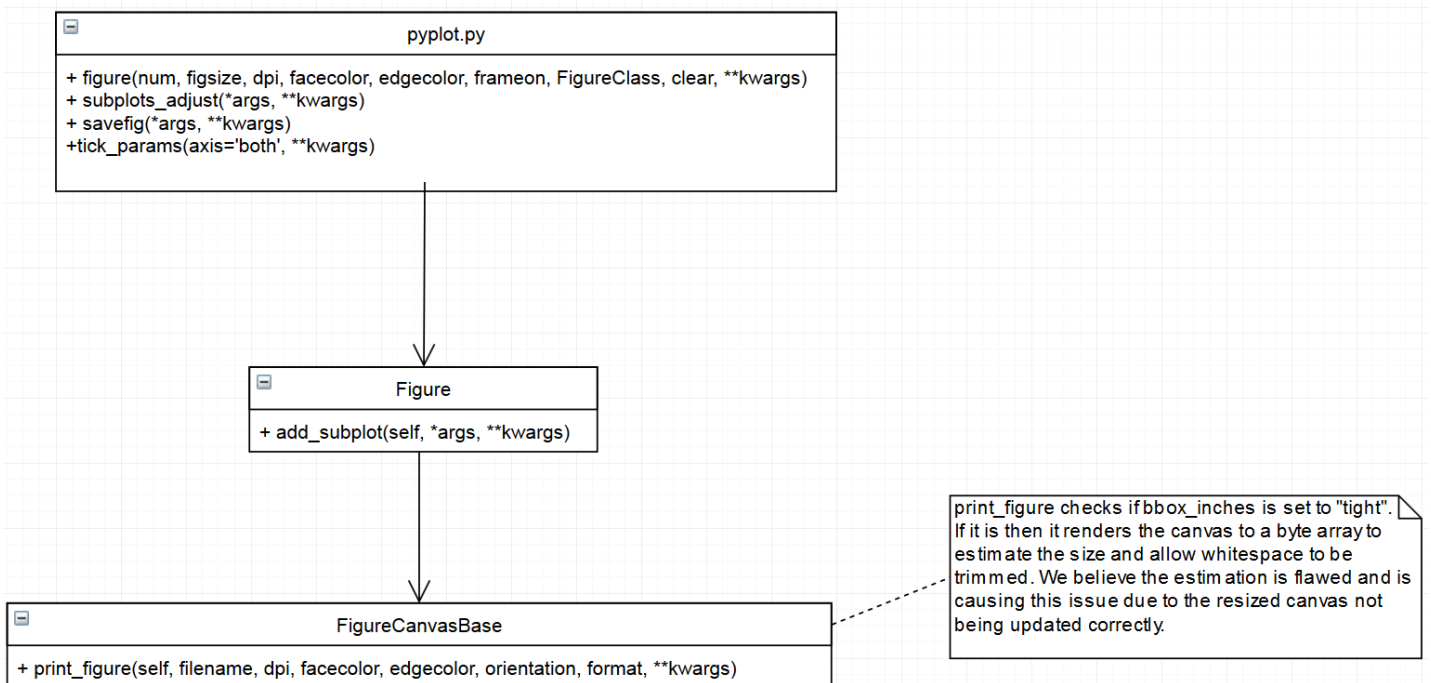 pyplot.py
+ figure(num, figsize, dpi, facecolor, edgecolor, frameon, FigureClass, clear, **kwargs)
+ subplots_adjust(*args, **kwargs)
+ savefig(*args, **kwargs)
+tick_params(axis='both', **kwargs)
Figure
+ add_subplot(self, *args, **kwargs)
print_figure checks if bbox_inches is set to "tight".
If it is then it renders the canvas to a byte array to
estimate the size and allow whitespace to be
trimmed. We believe the estimation is flawed and is
causing this issue due to the resized canvas not
being updated correctly.
FigureCanvasBase
+ print_figure(self, filename, dpi, facecolor, edgecolor, orientation, format, **kwargs)